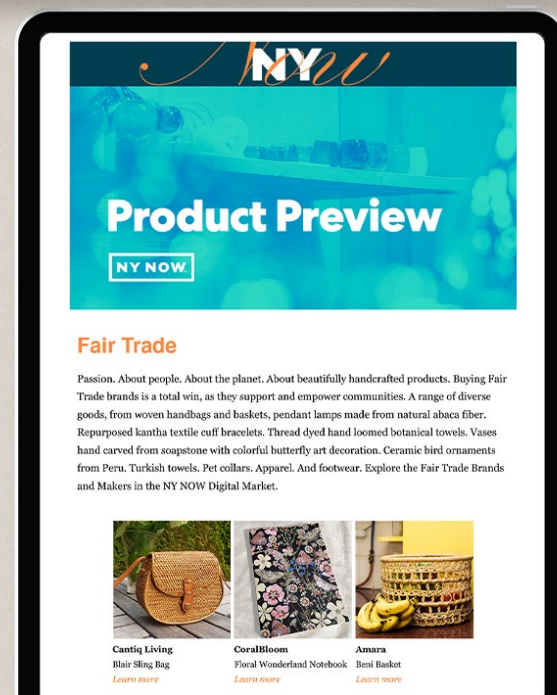 NY
Now
Product Preview
NY NOW
Fair Trade
Passion. About people. About the planet. About beautifully handcrafted products. Buying Fair
Trade brands is a total win, as they support and empower communities. A range of diverse
goods, from woven handbags and baskets, pendant lamps made from natural abaca fiber.
Repurposed kantha textile cuff bracelets. Thread dyed hand loomed botanical towels. Vases
hand carved from soapstone with colorful butterfly art decoration. Ceramic bird ornaments
from Peru. Turkish towels. Pet collars. Apparel. And footwear. Explore the Fair Trade Brands
and Makers in the NY NOW Digital Market.
Cantiq Living
Blair Sling Bag
Learn more
CoralBloom
Floral Wonderland Notebook
Learn more
Amara
Beni Basket
Learn more